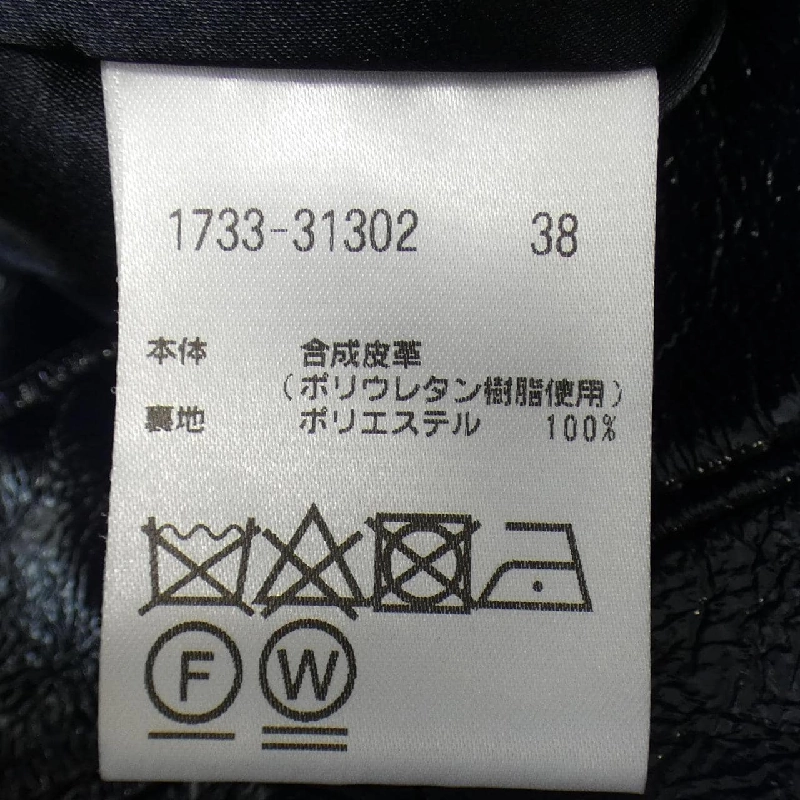 1733-31302 38
本体 合成皮革
（ポリウレタン樹脂使用）
裏地 ポリエステル 100%
F W